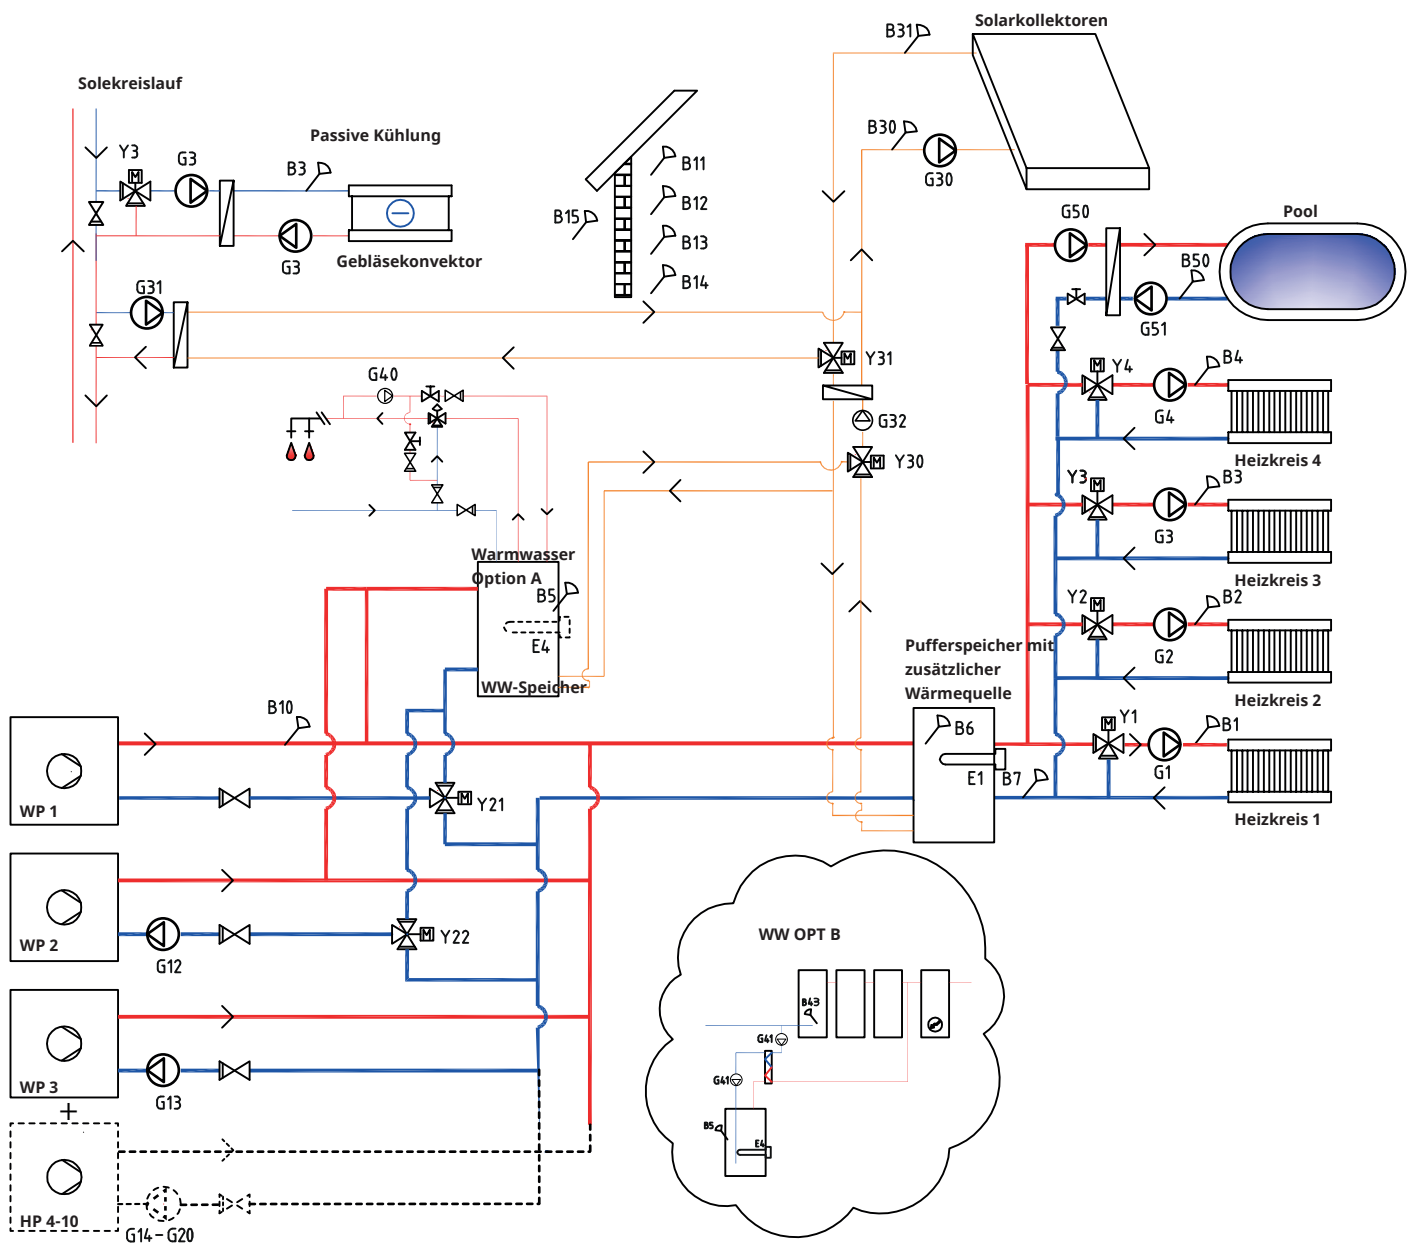 Solarkollektoren
B31
Solekreislauf
B30
G30
Passive Kühlung
Y3
M
G3
B3
G3
Gebläsekonvektor
B11
B12
B13
B14
B15
G50
Pool
B50
G51
G31
Y31
M
G32
Y30
M
G40
Y4
M
B4
G4
Heizkreis 4
Y3
M
B3
G3
Heizkreis 3
Y2
M
B2
G2
Heizkreis 2
Y1
M
B1
G1
Heizkreis 1
Warmwasser
Option A
B5
E4
WW-Speicher
Pufferspeicher mit
zusätzlicher
Wärmequelle
B6
E1
B7
B10
WP 1
M
Y21
WP 2
G12
M
Y22
WP 3
G13
+
HP 4-10
G14-G20
WW OPT B
B43
G41
G41
B5
E4